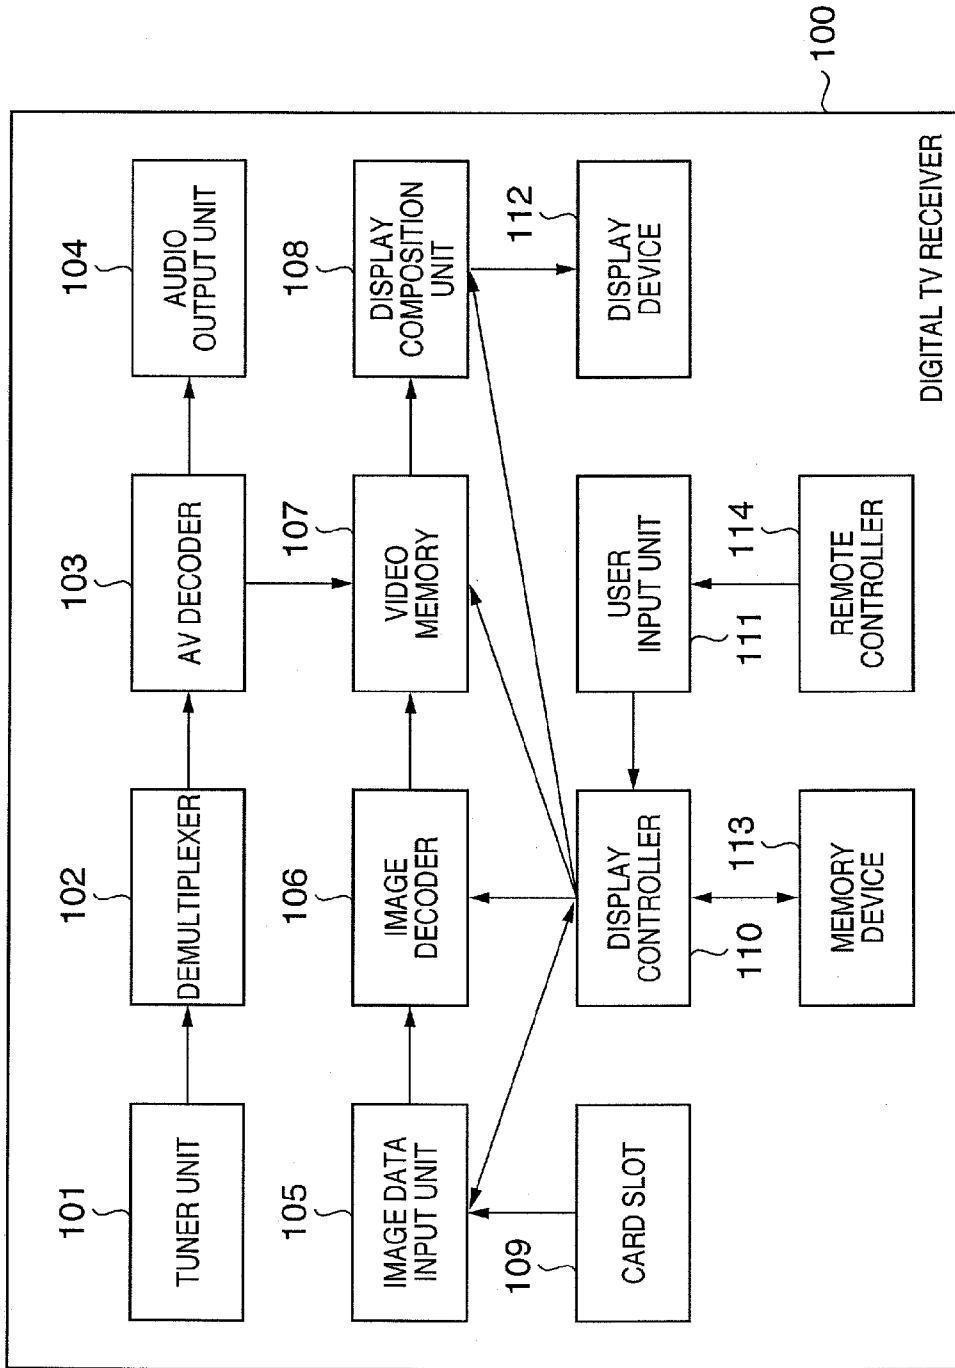 100
101
TUNER UNIT
102
DEMULTIPLEXER
103
AV DECODER
104
AUDIO
OUTPUT UNIT
105
IMAGE DATA
INPUT UNIT
106
IMAGE
DECODER
107
VIDEO
MEMORY
108
DISPLAY
COMPOSITION
UNIT
109
CARD SLOT
110
DISPLAY
CONTROLLER
111
USER
INPUT UNIT
112
DISPLAY
DEVICE
113
MEMORY
DEVICE
114
REMOTE
CONTROLLER
DIGITAL TV RECEIVER